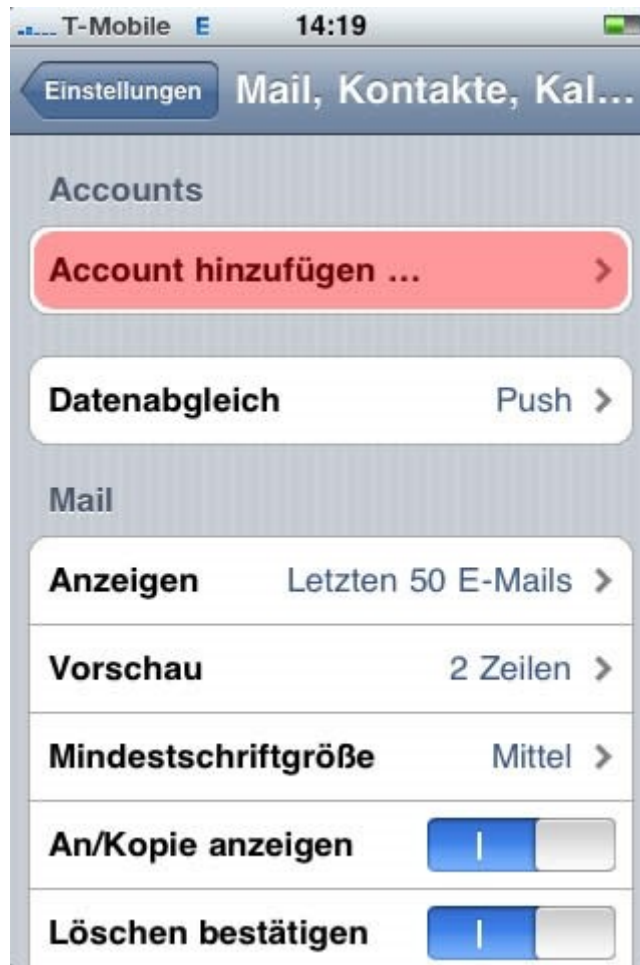 T-Mobile E 14:19
Einstellungen Mail, Kontakte, Kal...
Accounts
Account hinzufügen ...
Datenabgleich Push
Mail
Anzeigen Letzten 50 E-Mails
Vorschau 2 Zeilen
Mindestschriftgröße Mittel
An/Kopie anzeigen
Löschen bestätigen